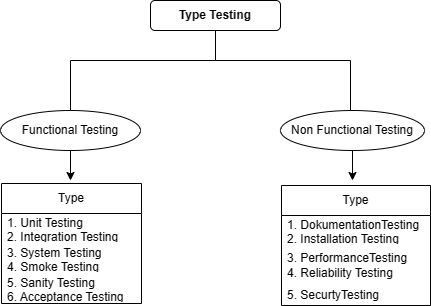 Type Testing
Functional Testing
Non Functional Testing
Type
1. Unit Testing
2. Integration Testing
3. System Testing
4. Smoke Testing
5. Sanity Testing
6. Acceptance Testing
Type
1. DokumentationTesting
2. Installation Testing
3. PerformanceTesting
4. Reliability Testing
5. SecurtyTesting